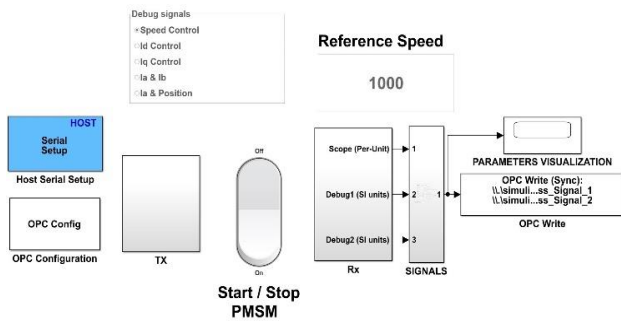 Debug signals
Speed Control
Id Control
Iq Control
Ia & Ib
Ia & Position
Reference Speed
1000
HOST
Serial
Setup
Host Serial Setup
OPC Config
OPC Configuration
TX
Off
On
Start / Stop
PMSM
Scope (Per-Unit)
Debug1 (SI units)
Debug2 (SI units)
Rx
1
2
3
1
SIGNALS
PARAMETERS VISUALIZATION
OPC Write (Sync):
\\.\simuli...ss_Signal_1
\\.\simuli...ss_Signal_2
OPC Write